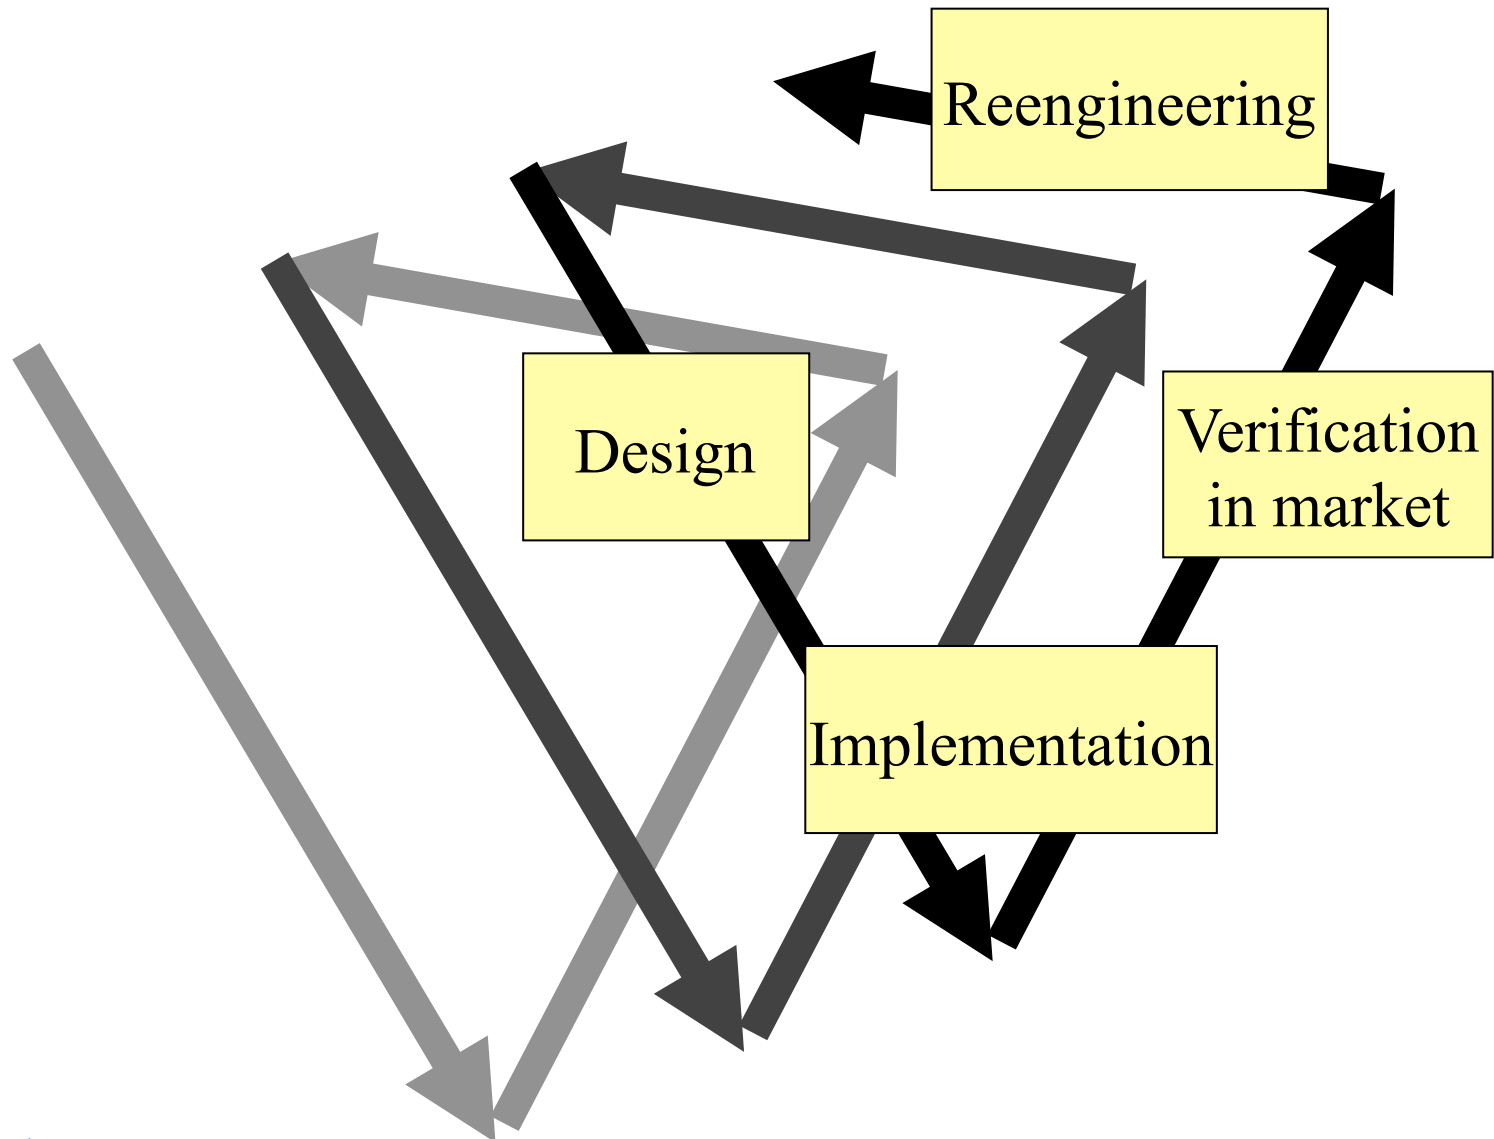 Reengineering
Design
Verification
in market
Implementation